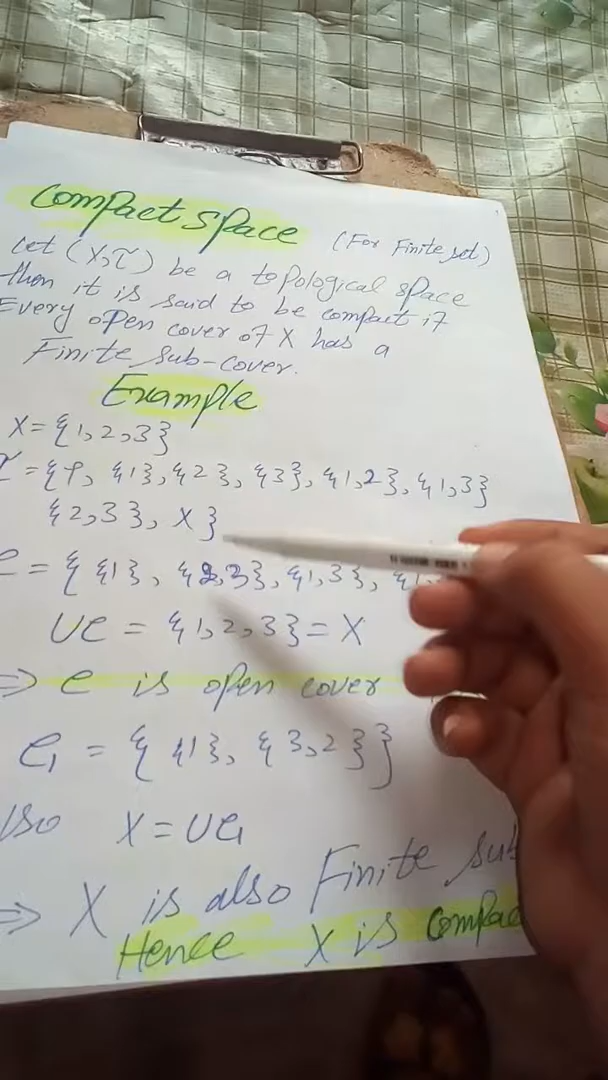 Compact Space (For Finite set)
Let (X,τ) be a topological space
then it is said to be compact if
Every open cover of X has a
Finite sub-cover.
Example
X={1,2,3}
τ={φ, {1},{2},{3},{1,2},{1,3}
{2,3}, X}
C = { {1}, {2,3},{1,3},
UC = {1,2,3}=X
=> C is open cover
C₁ = { {1}, {3,2}}
X=UC₁
=> X is also Finite
Hence X is